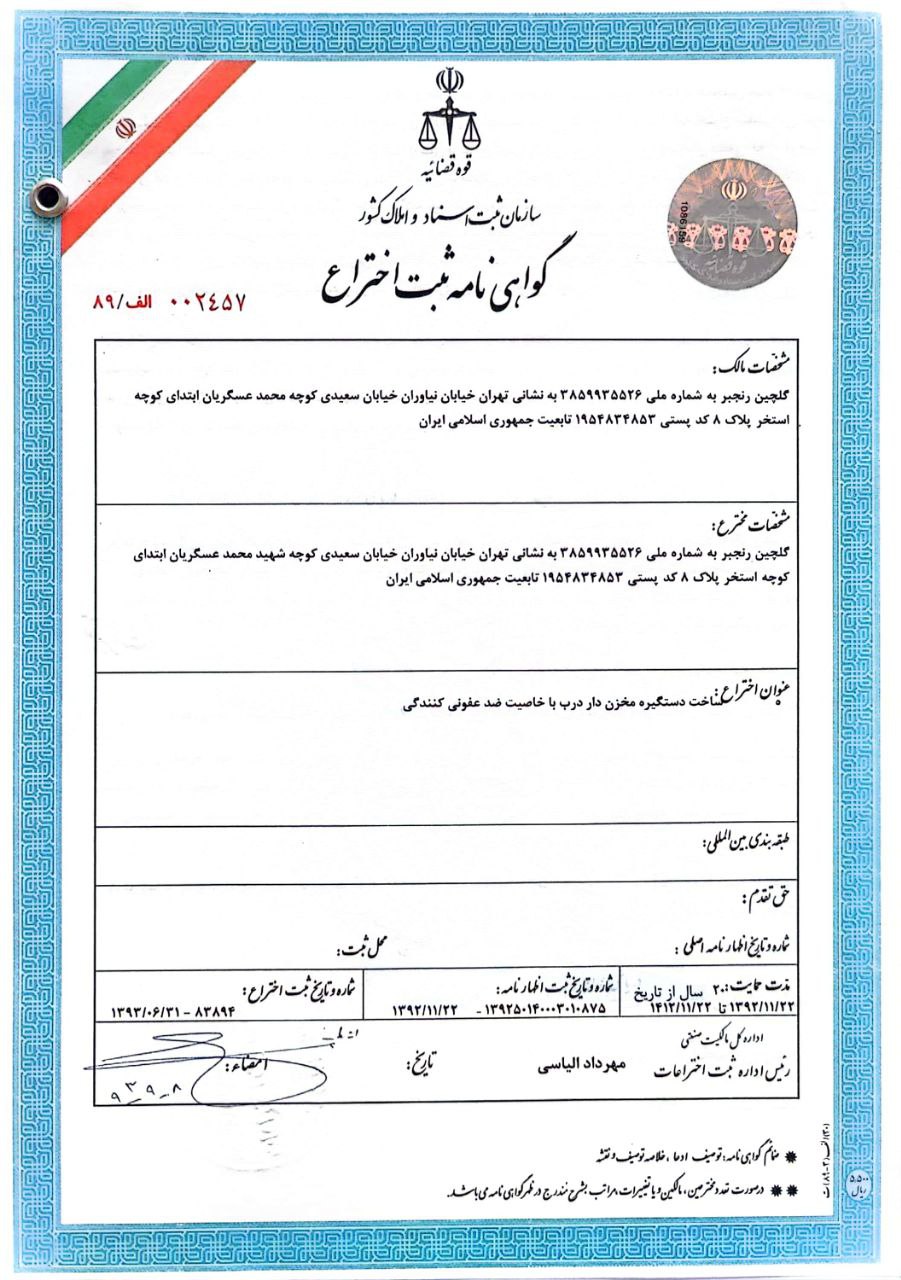 قوه قضائیه
سازمان ثبت اسناد و املاک کشور
گواهی نامه ثبت اختراع
10861159
قوه قضائیه
۰۰۲٤۵۷ الف/۸۹
مشخصات مالک:
گلچین رنجبر به شماره ملی ۳۸۵۹۹۳۵۵۲۶ به نشانی تهران خیابان نیاوران خیابان سعیدی کوچه محمد عسگریان ابتدای کوچه
استخر پلاک ۸ کد پستی ۱۹۵۴۸۳۴۸۵۳ تابعیت جمهوری اسلامی ایران
مشخصات مخترع:
گلچین رنجبر به شماره ملی ۳۸۵۹۹۳۵۵۲۶ به نشانی تهران خیابان نیاوران خیابان سعیدی کوچه شهید محمد عسگریان ابتدای
کوچه استخر پلاک ۸ کد پستی ۱۹۵۴۸۳۴۸۵۳ تابعیت جمهوری اسلامی ایران
عنوان اختراع: ساخت دستگیره مخزن دار درب با خاصیت ضد عفونی کنندگی
طبقه بندی بین المللی:
حق تقدم:
شماره و تاریخ اظهارنامه اصلی: محل ثبت:
مدت حمایت: ۲۰ سال از تاریخ
۱۳۹۲/۱۱/۲۲ تا ۱۴۱۲/۱۱/۲۲
شماره و تاریخ ثبت اظهارنامه:
۱۳۹۲۵۰۱۴۰۰۰۳۰۱۰۸۷۵ - ۱۳۹۲/۱۱/۲۲
شماره و تاریخ ثبت اختراع:
۸۳۸۹۴ - ۱۳۹۳/۰۶/۳۱
اداره کل مالکیت صنعتی
رئیس اداره ثبت اختراعات مهرداد الیاسی تاریخ: امضاء:
۹۳_۹_۸
✹ ضمائم گواهی نامه: توصیف، ادعا، خلاصه توصیف و نقشه
✹✹ درصورت تعدد مخترعین، مالکین و یا تغییرات، مراتب بشرح مندرج در ظهر گواهی نامه می باشد.
۵،۵۰۰
ریال